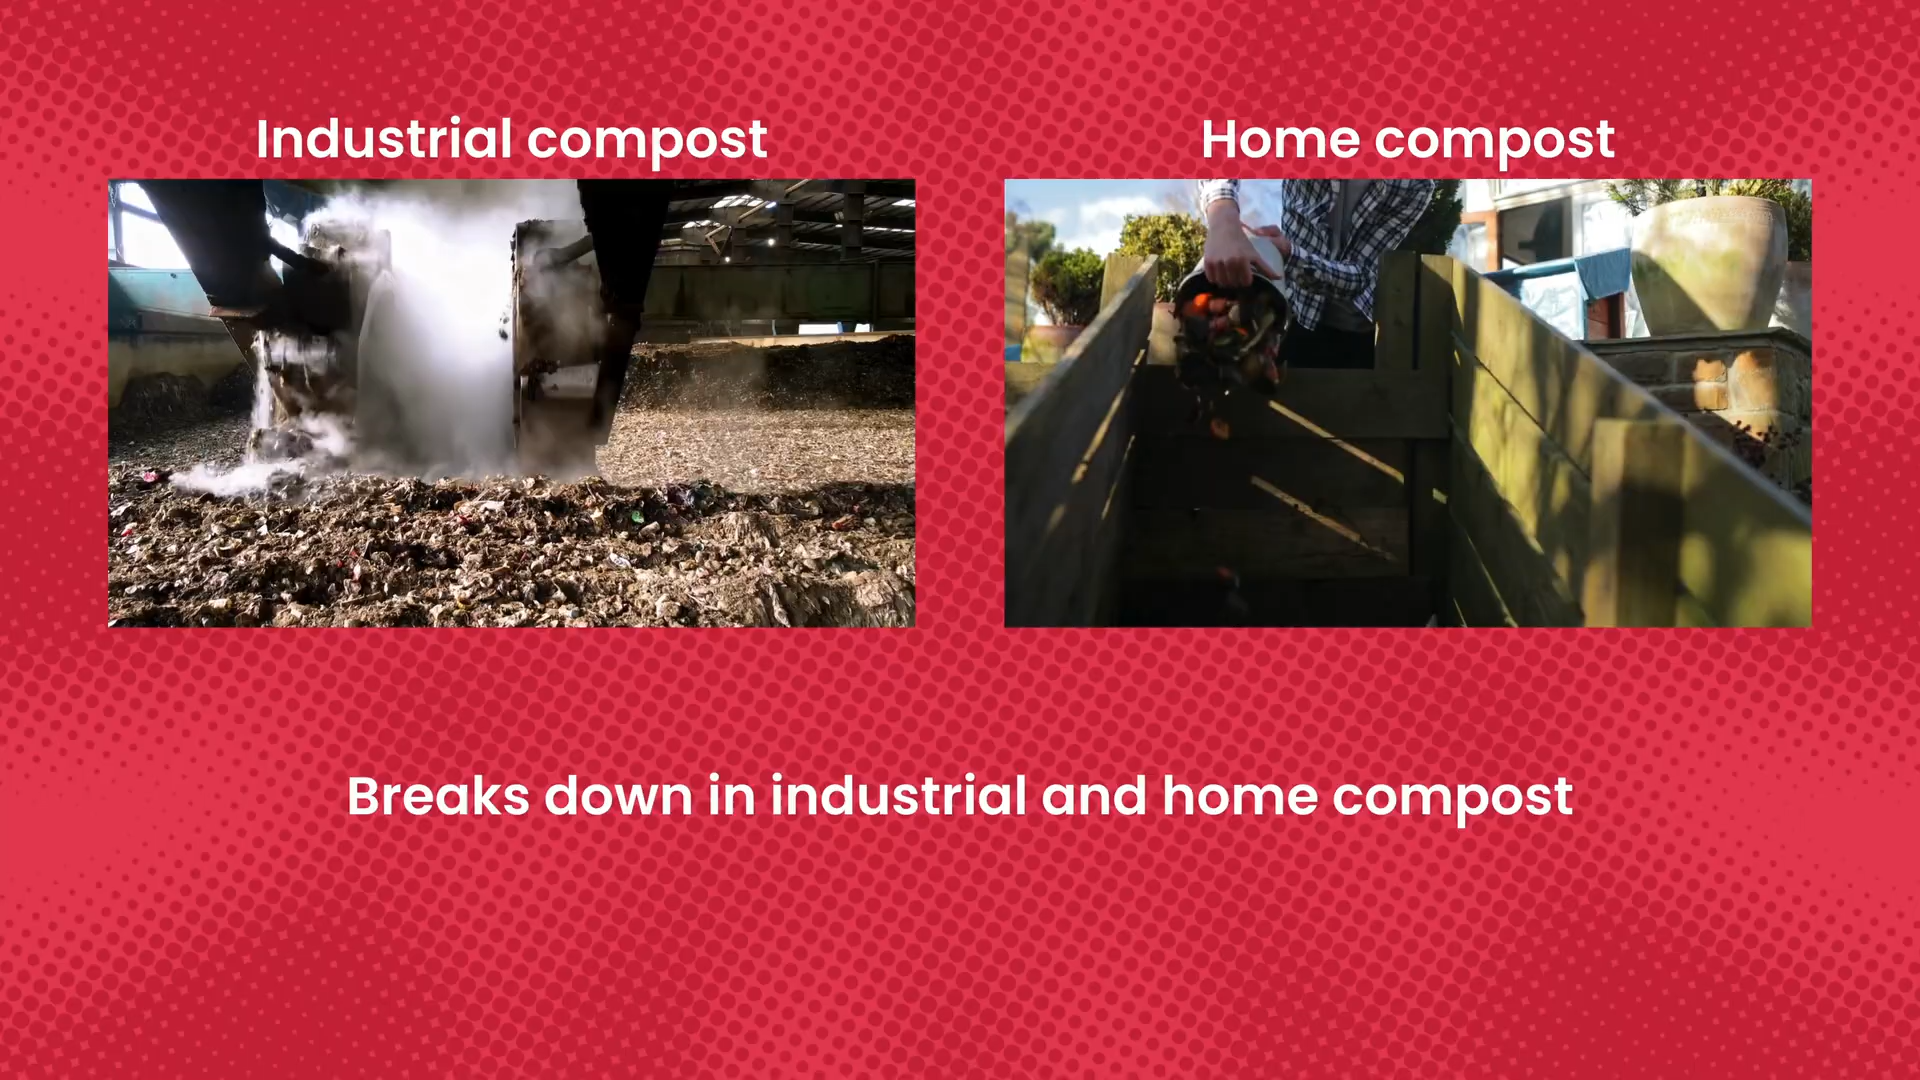 Industrial compost
Home compost
Breaks down in industrial and home compost